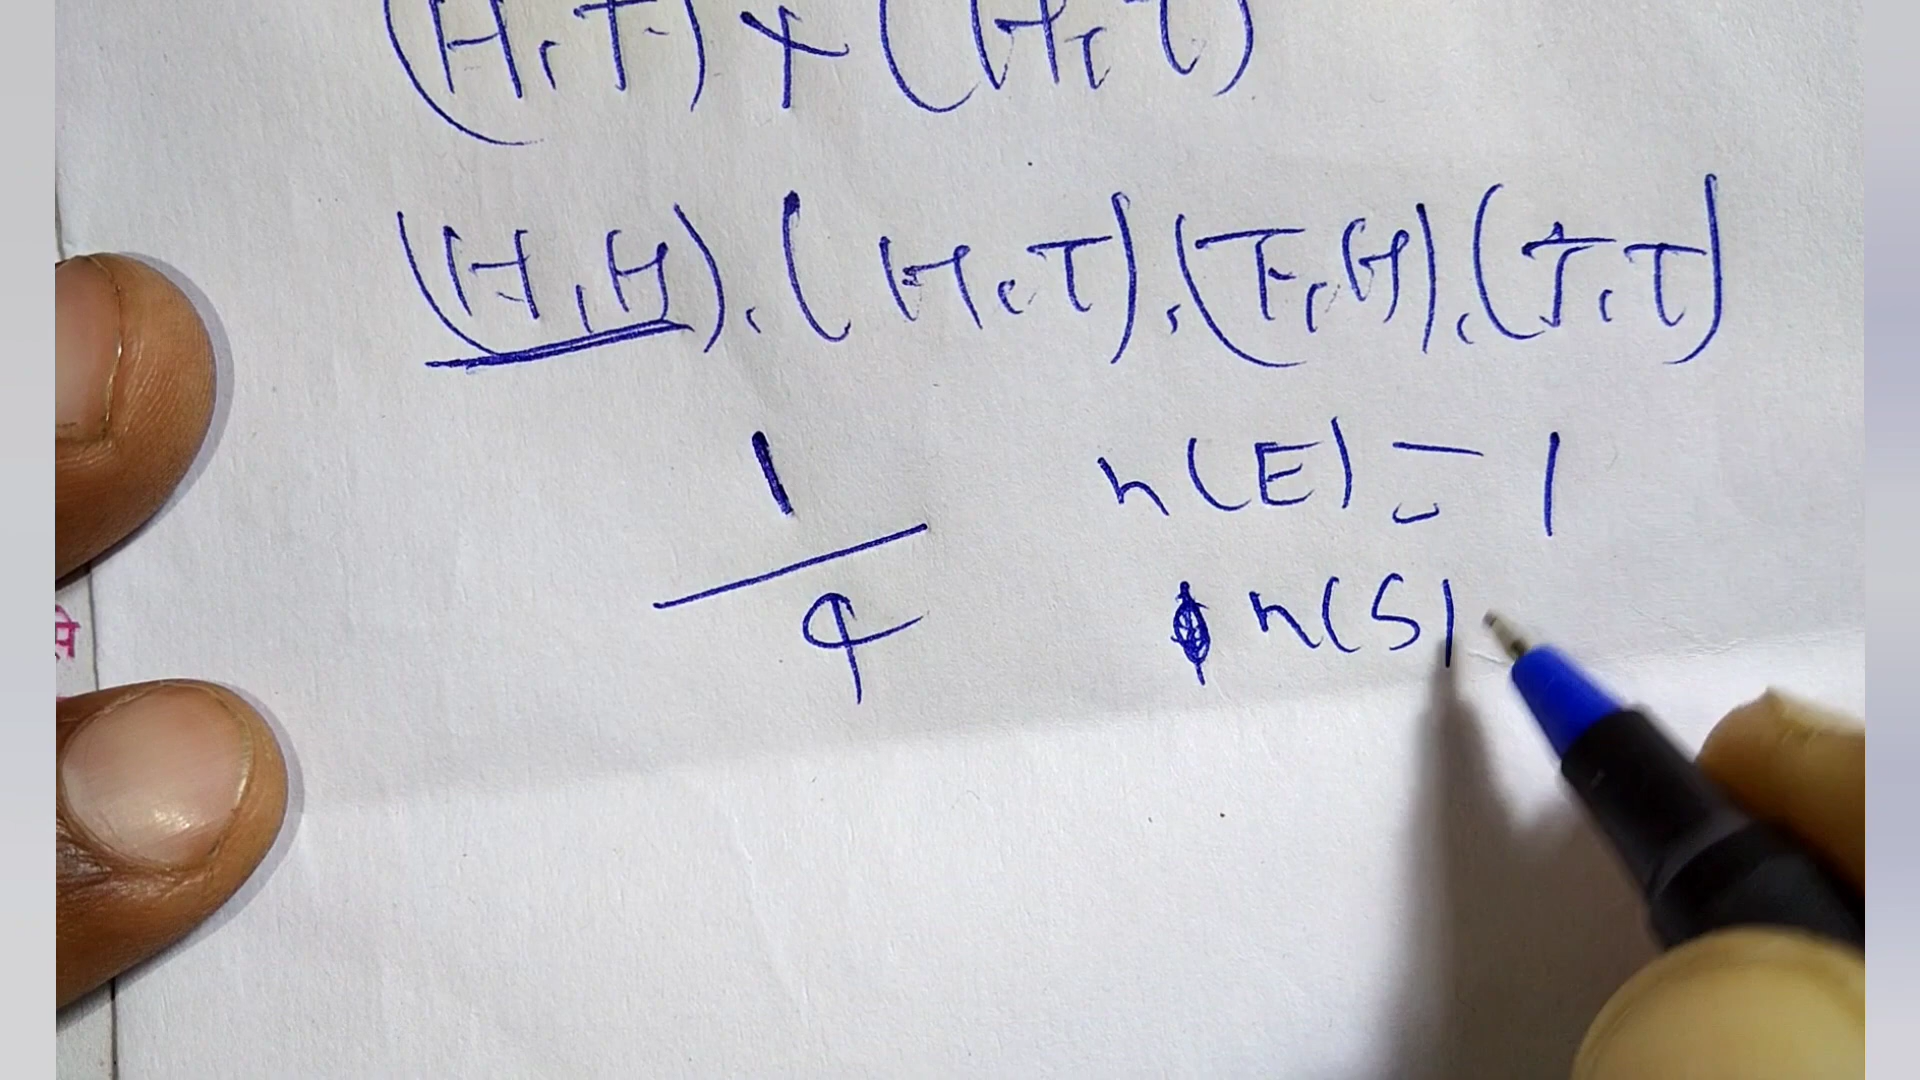 (H, T) × (H, T)
(H, H), (H, T), (T, H), (T, T)
1 n(E) = 1
4 n(S)
से